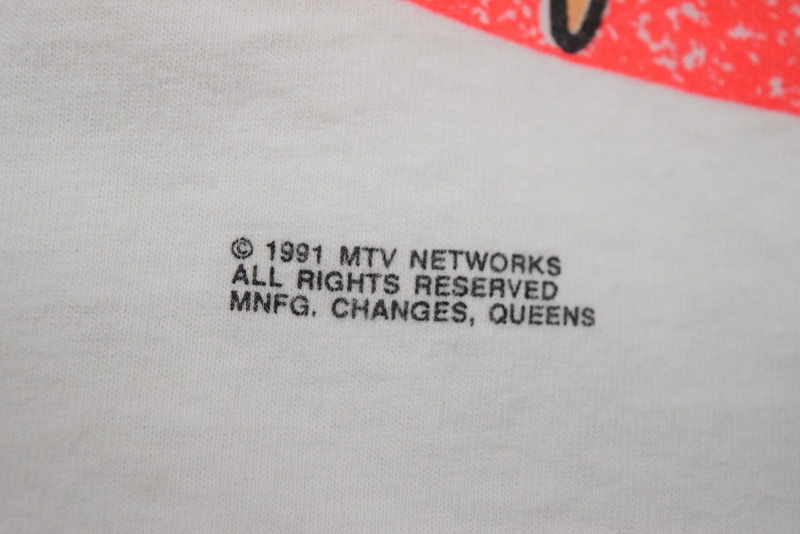 © 1991 MTV NETWORKS
ALL RIGHTS RESERVED
MNFG. CHANGES, QUEENS